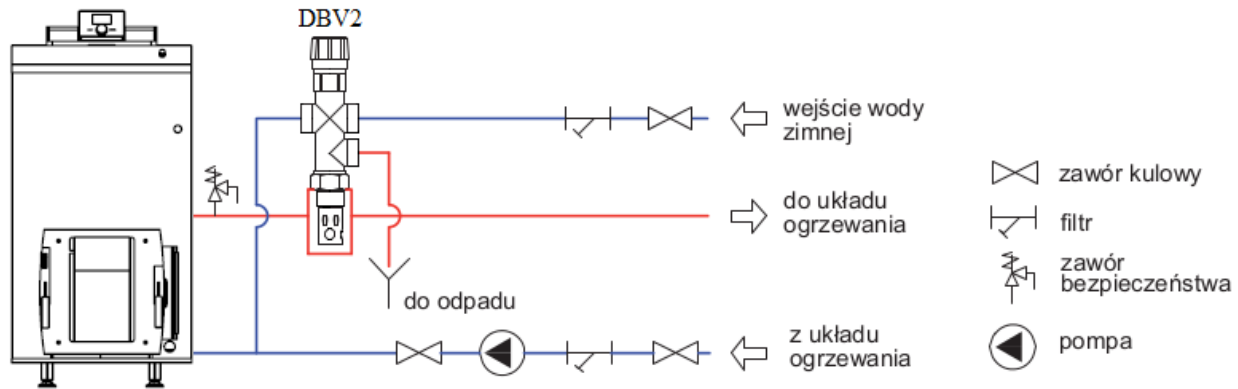 DBV2
wejście wody
zimnej
do układu
ogrzewania
do odpadu
z układu
ogrzewania
zawór kulowy
filtr
zawór
bezpieczeństwa
pompa